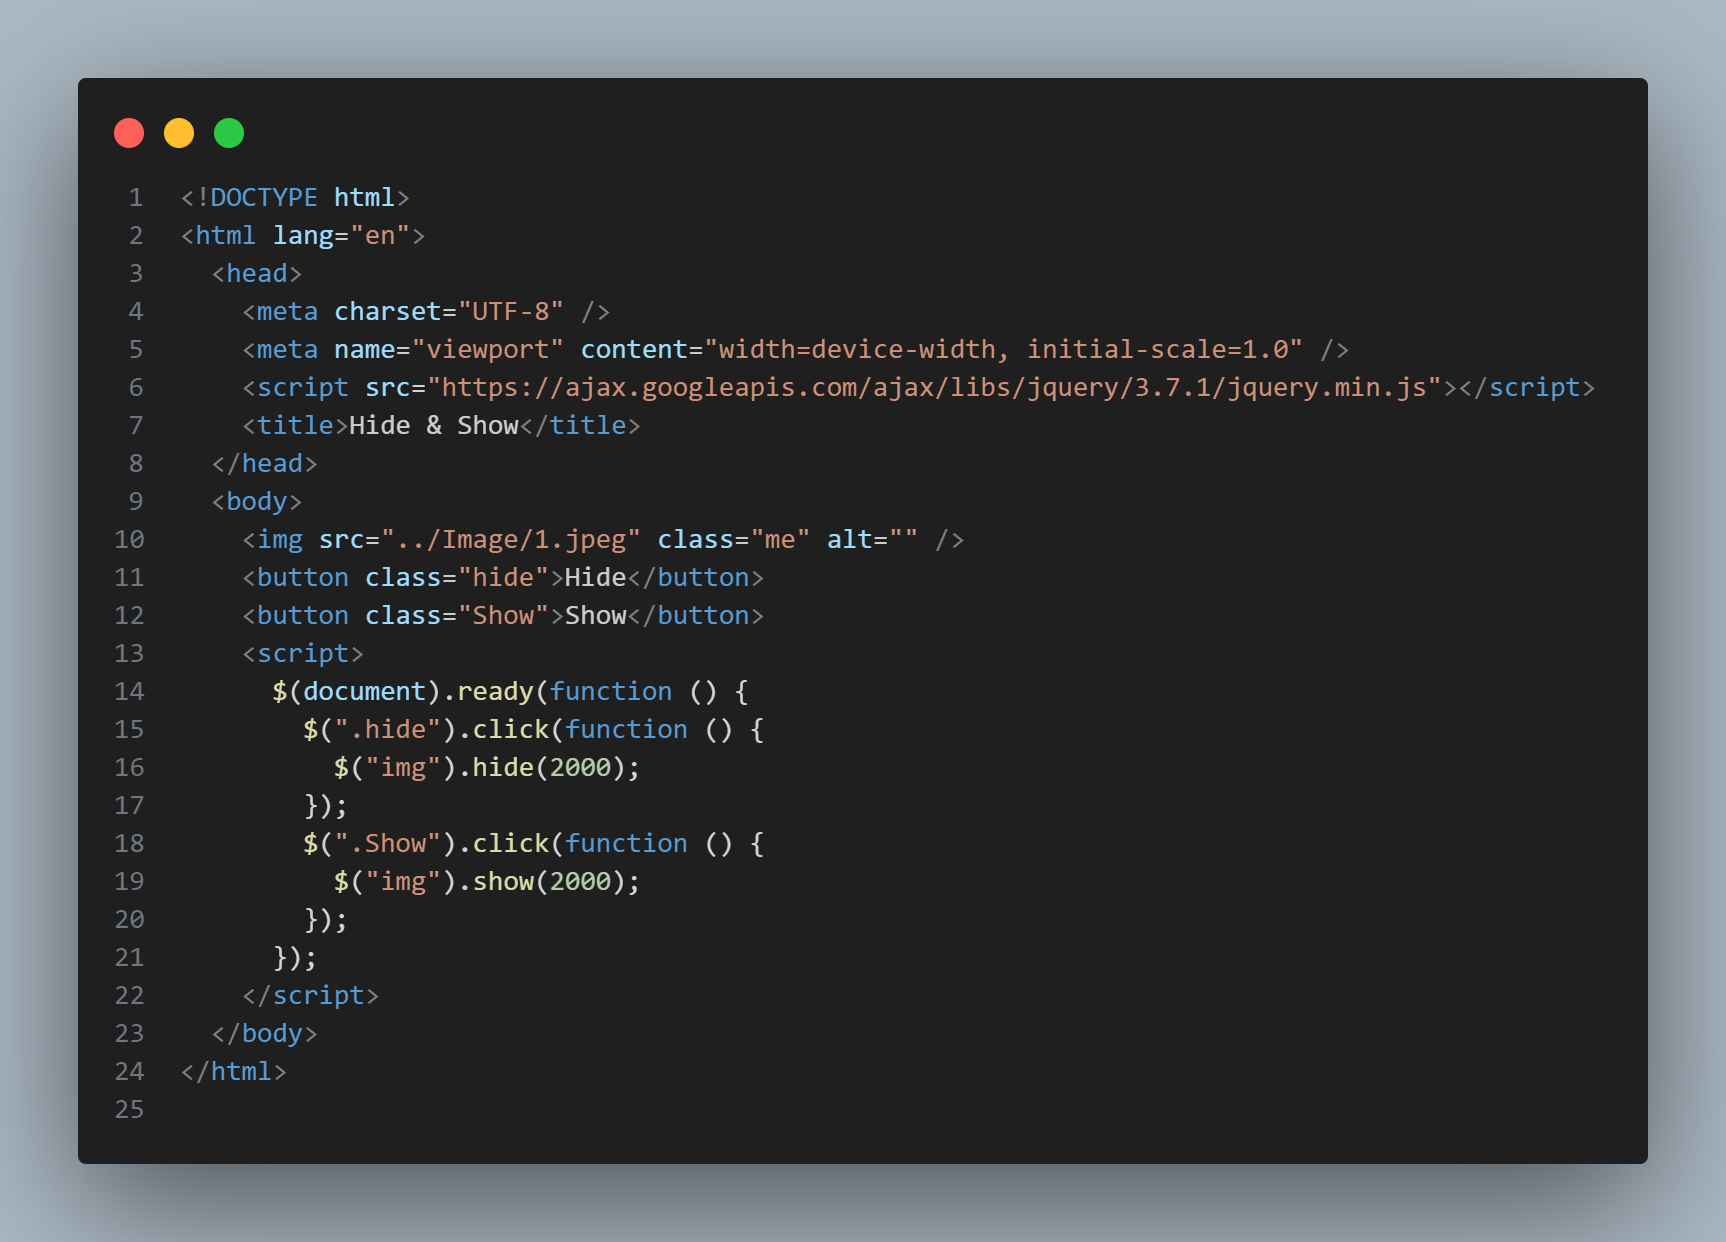 1 <!DOCTYPE html>
2 <html lang="en">
3   <head>
4     <meta charset="UTF-8" />
5     <meta name="viewport" content="width=device-width, initial-scale=1.0" />
6     <script src="https://ajax.googleapis.com/ajax/libs/jquery/3.7.1/jquery.min.js"></script>
7     <title>Hide & Show</title>
8   </head>
9   <body>
10     <img src="../Image/1.jpeg" class="me" alt="" />
11     <button class="hide">Hide</button>
12     <button class="Show">Show</button>
13     <script>
14       $(document).ready(function () {
15         $(".hide").click(function () {
16           $("img").hide(2000);
17         });
18         $(".Show").click(function () {
19           $("img").show(2000);
20         });
21       });
22     </script>
23   </body>
24 </html>
25